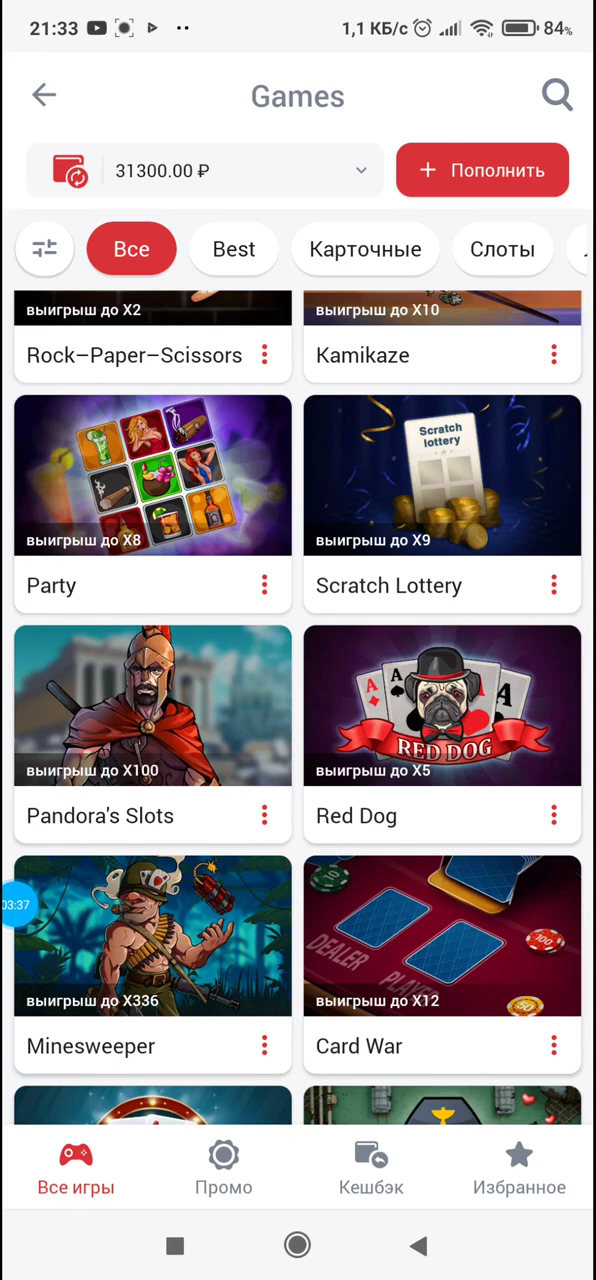 21:33 1,1 КБ/с 84%
Games
31300.00 ₽
+ Пополнить
Все
Best
Карточные
Слоты
выигрыш до X2
выигрыш до X10
Rock–Paper–Scissors
Kamikaze
Scratch
lottery
выигрыш до X8
выигрыш до X9
Party
Scratch Lottery
A
A
A
RED DOG
выигрыш до X100
выигрыш до X5
Pandora's Slots
Red Dog
03:37
10
DEALER
PLAYER
100
50
выигрыш до X336
выигрыш до X12
Minesweeper
Card War
Все игры
Промо
Кешбэк
Избранное